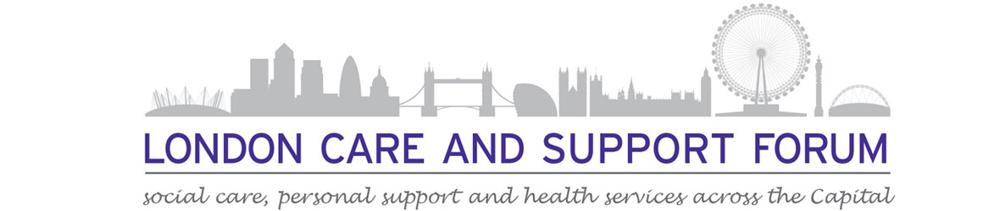 LONDON CARE AND SUPPORT FORUM
social care, personal support and health services across the Capital